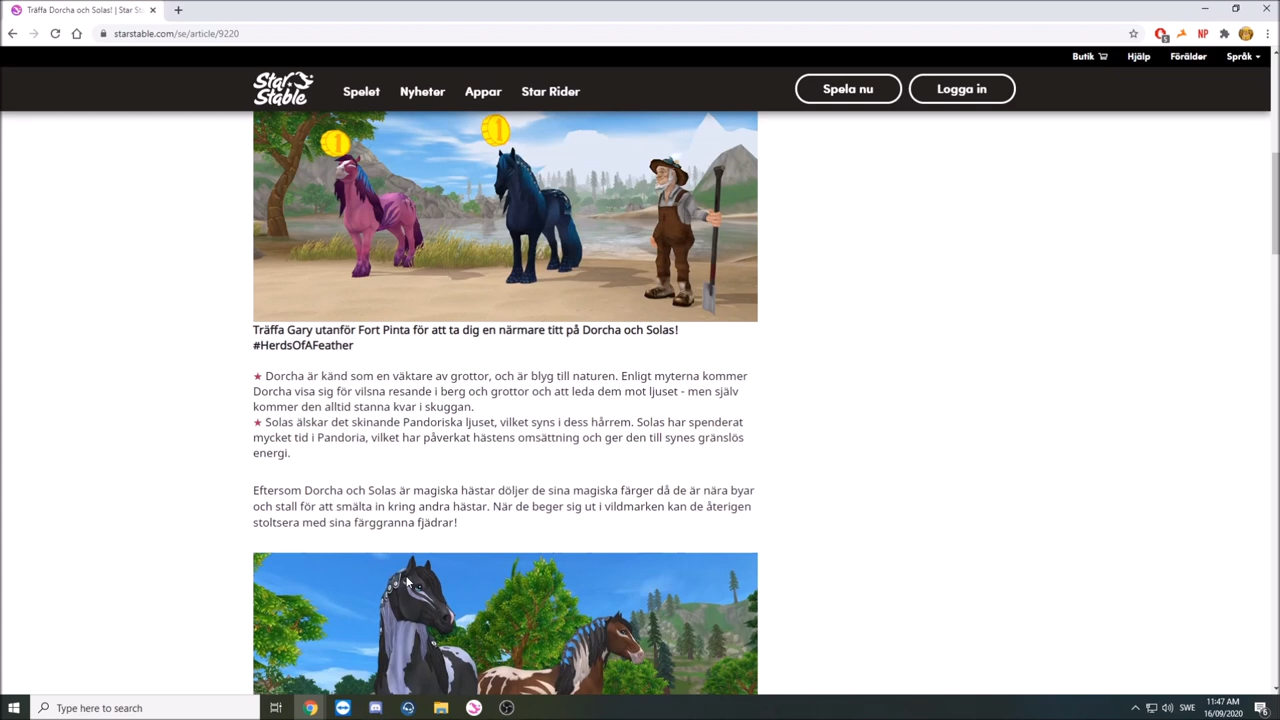 Träffa Dorcha och Solas! | Star St
starstable.com/se/article/9220
5
NP
Butik
Hjälp
Förälder
Språk
Star Stable
Spelet
Nyheter
Appar
Star Rider
Spela nu
Logga in
1
1
Träffa Gary utanför Fort Pinta för att ta dig en närmare titt på Dorcha och Solas!
#HerdsOfAFeather
★ Dorcha är känd som en väktare av grottor, och är blyg till naturen. Enligt myterna kommer
Dorcha visa sig för vilsna resande i berg och grottor och att leda dem mot ljuset - men själv
kommer den alltid stanna kvar i skuggan.
★ Solas älskar det skinande Pandoriska ljuset, vilket syns i dess hårrem. Solas har spenderat
mycket tid i Pandoria, vilket har påverkat hästens omsättning och ger den till synes gränslös
energi.
Eftersom Dorcha och Solas är magiska hästar döljer de sina magiska färger då de är nära byar
och stall för att smälta in kring andra hästar. När de beger sig ut i vildmarken kan de återigen
stoltsera med sina färggranna fjädrar!
Type here to search
SWE
11:47 AM
16/09/2020
6